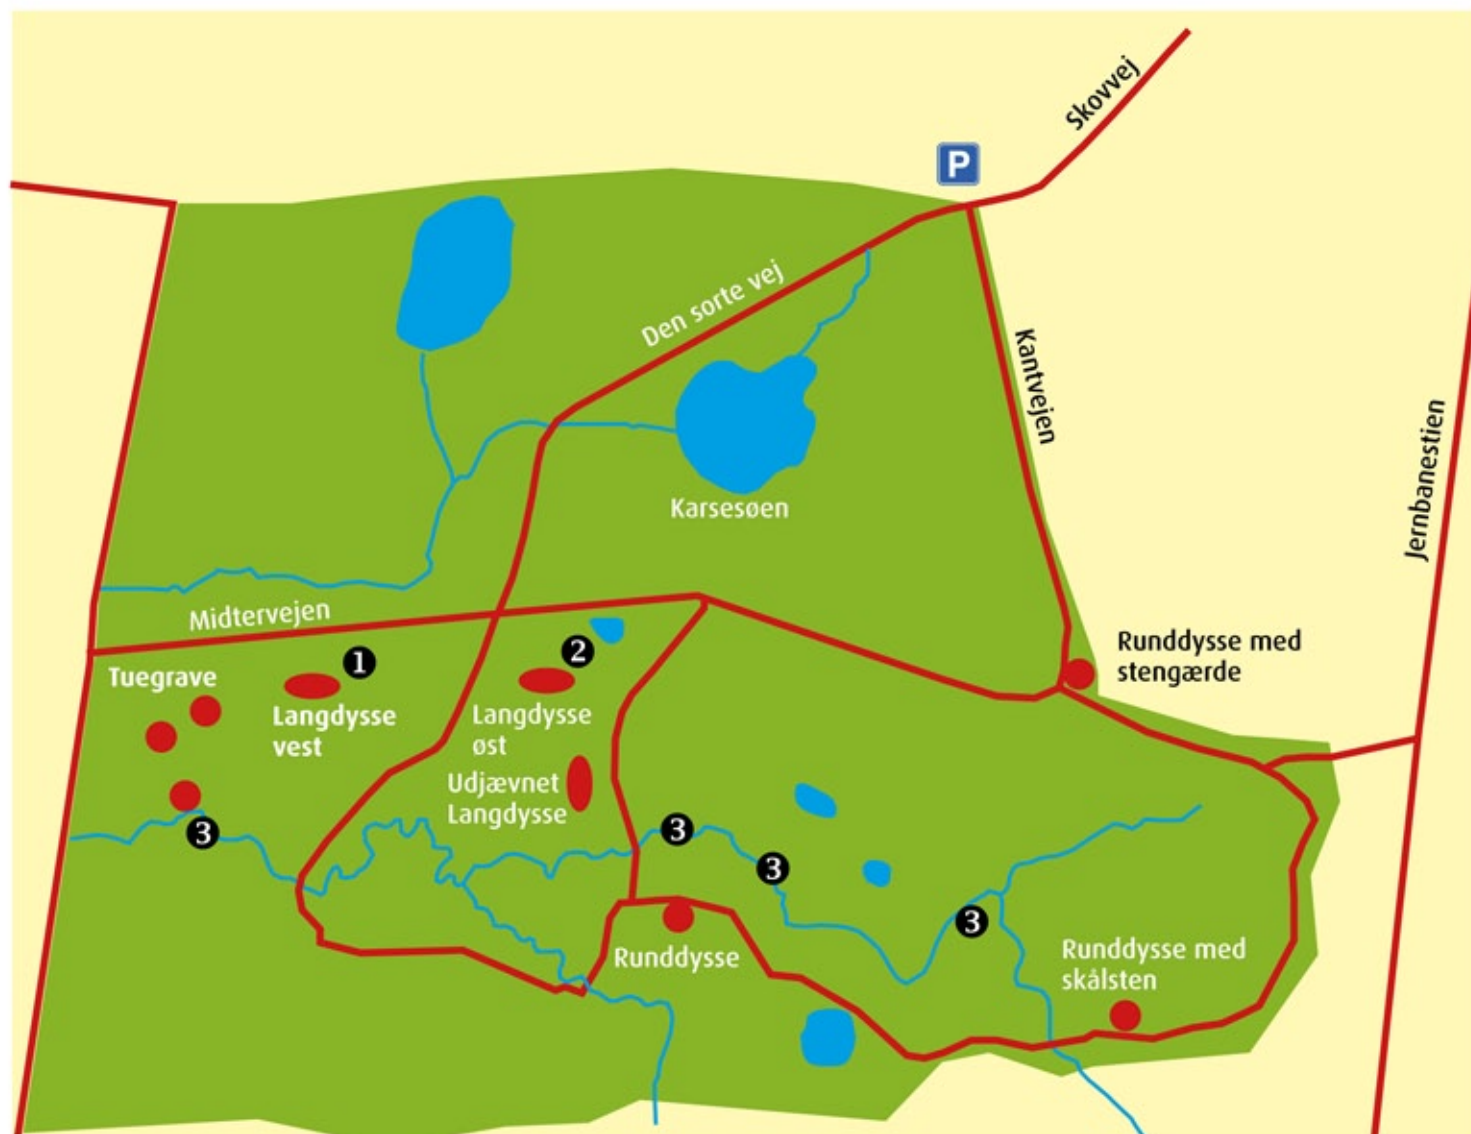 Skovvej
P
Den sorte vej
Kantvejen
Jernbanestien
Karsesøen
Midtervejen
Runddysse med
stengærde
1
2
Tuegrave
Langdysse
vest
Langdysse
øst
Udjævnet
Langdysse
3
3
3
3
Runddysse
Runddysse med
skålsten